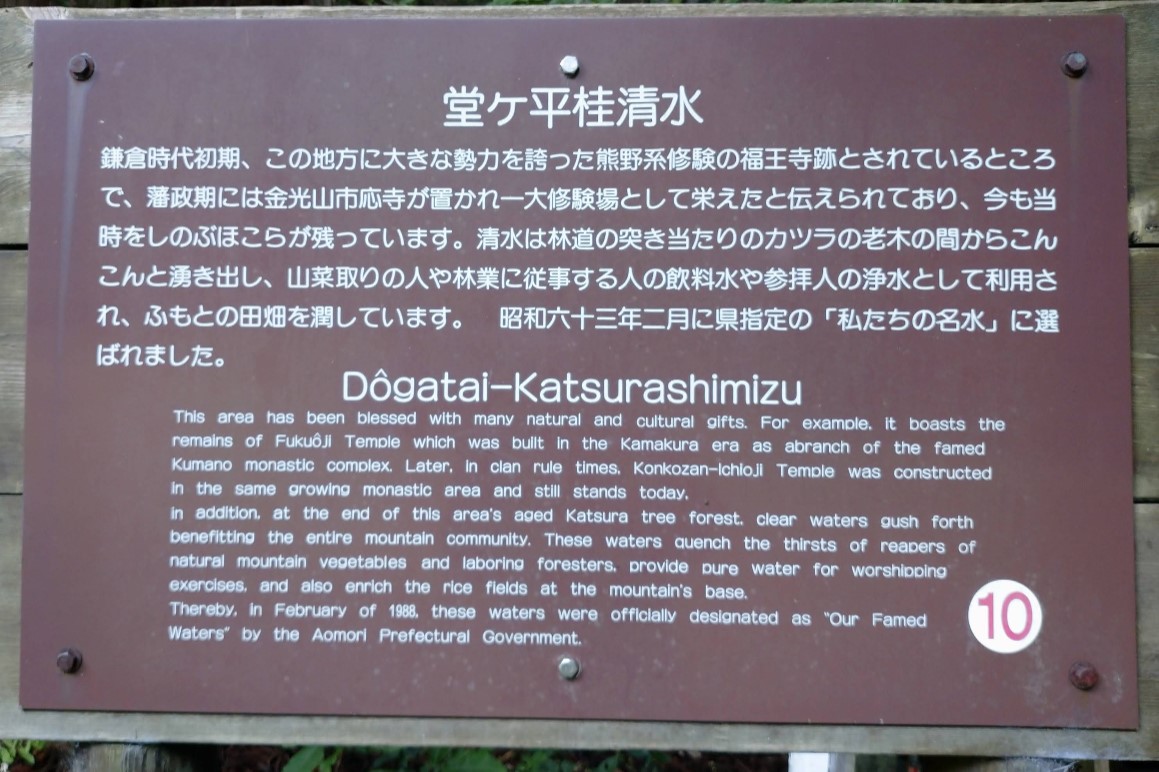 堂ケ平桂清水
鎌倉時代初期、この地方に大きな勢力を誇った熊野系修験の福王寺跡とされているところ
で、藩政期には金光山市応寺が置かれ一大修験場として栄えたと伝えられており、今も当
時をしのぶほこらが残っています。清水は林道の突き当たりのカツラの老木の間からこん
こんと湧き出し、山菜取りの人や林業に従事する人の飲料水や参拝人の浄水として利用さ
れ、ふもとの田畑を潤しています。　昭和六十三年二月に県指定の「私たちの名水」に選
ばれました。
Dôgatai-Katsurashimizu
This area has been blessed with many natural and cultural gifts. For example, it boasts the
remains of Fukuôji Temple which was built in the Kamakura era as abranch of the famed
Kumano monastic complex. Later, in clan rule times, Konkozan-ichioji Temple was constructed
in the same growing monastic area and still stands today.
in addition, at the end of this area's aged Katsura tree forest, clear waters gush forth
benefitting the entire mountain community. These waters quench the thirsts of reapers of
natural mountain vegetables and laboring foresters, provide pure water for worshipping
exercises, and also enrich the rice fields at the mountain's base.
Thereby, in February of 1988, these waters were officially designated as "Our Famed
Waters" by the Aomori Prefectural Government.
10